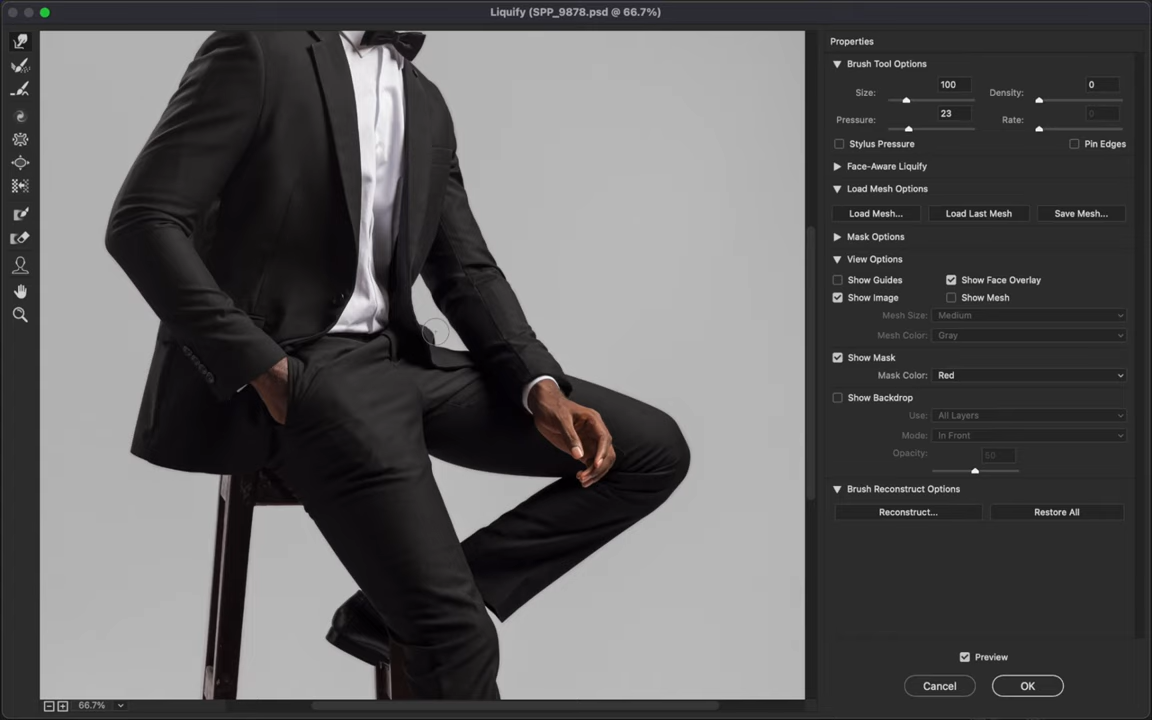 Liquify (SPP_9878.psd @ 66.7%)
Properties
Brush Tool Options
Size: 100 Density: 0
Pressure: 23 Rate: 0
Stylus Pressure Pin Edges
Face-Aware Liquify
Load Mesh Options
Load Mesh... Load Last Mesh Save Mesh...
Mask Options
View Options
Show Guides Show Face Overlay
Show Image Show Mesh
Mesh Size: Medium
Mesh Color: Gray
Show Mask
Mask Color: Red
Show Backdrop
Use: All Layers
Mode: In Front
Opacity: 50
Brush Reconstruct Options
Reconstruct... Restore All
Preview
Cancel OK
66.7%